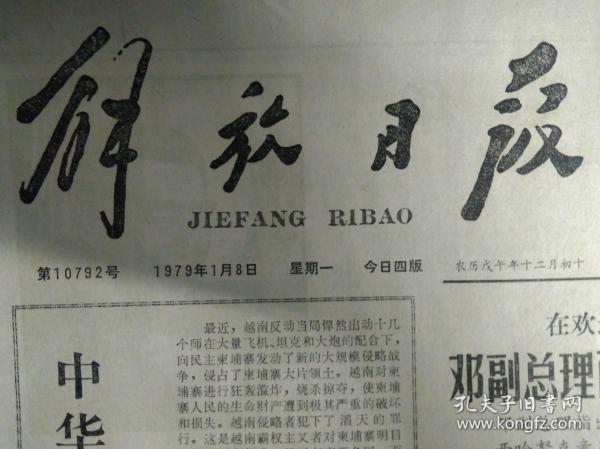 解放日报
JIEFANG RIBAO
第10792号 1979年1月8日 星期一 今日四版 农历戊午年十二月初十
中华
最近，越南反动当局悍然出动十几
个师在大量飞机、坦克和大炮的配合下，
向民主柬埔寨发动了新的大规模侵略战
争，侵占了柬埔寨大片领土。越南对柬
埔寨进行狂轰滥炸，烧杀掠夺，使柬埔
寨人民的生命财产遭到极其严重的破坏
和损失。越南侵略者犯下了滔天的罪
行。这是越南霸权主义者对柬埔寨明目
在欢
邓副总理
孔夫子旧书网